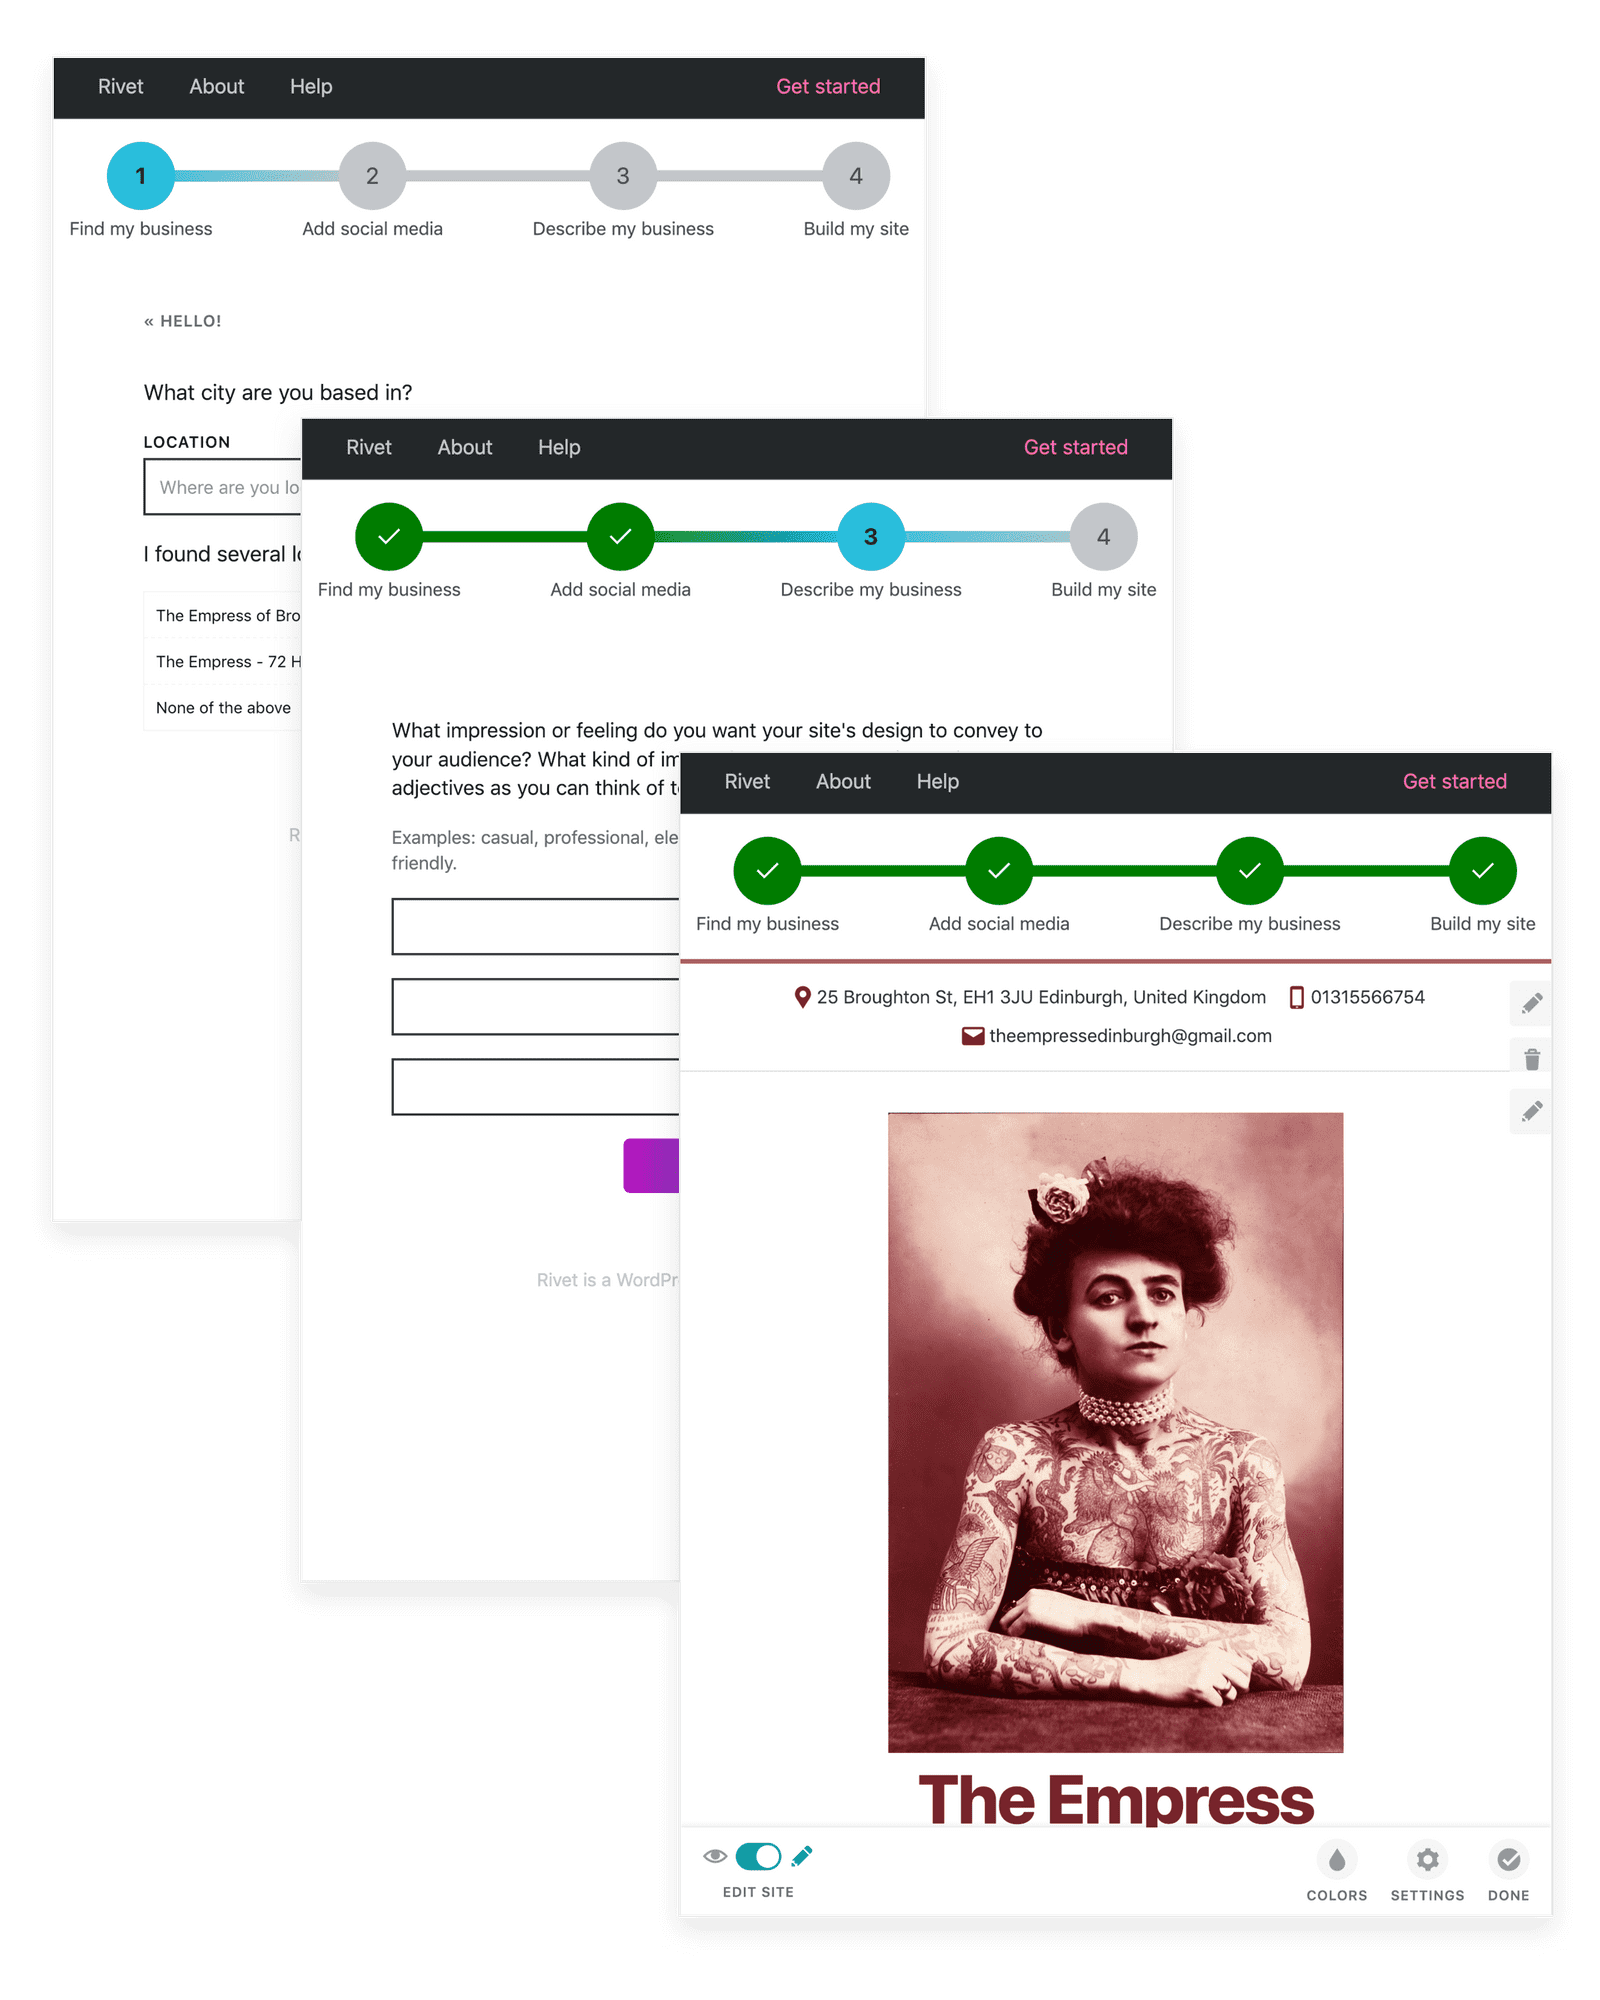 Rivet About Help Get started
1 2 3 4
Find my business Add social media Describe my business Build my site
« HELLO!
What city are you based in?
LOCATION
Where are you
I found several
The Empress of
The Empress - 72
None of the above
Rivet About Help Get started
3 4
Find my business Add social media Describe my business Build my site
What impression or feeling do you want your site's design to convey to
your audience? What kind of
adjectives as you can think of
Examples: casual, professional,
friendly.
Rivet is a
Rivet About Help Get started
Find my business Add social media Describe my business Build my site
25 Broughton St, EH1 3JU Edinburgh, United Kingdom 01315566754
theempressedinburgh@gmail.com
The Empress
EDIT SITE COLORS SETTINGS DONE